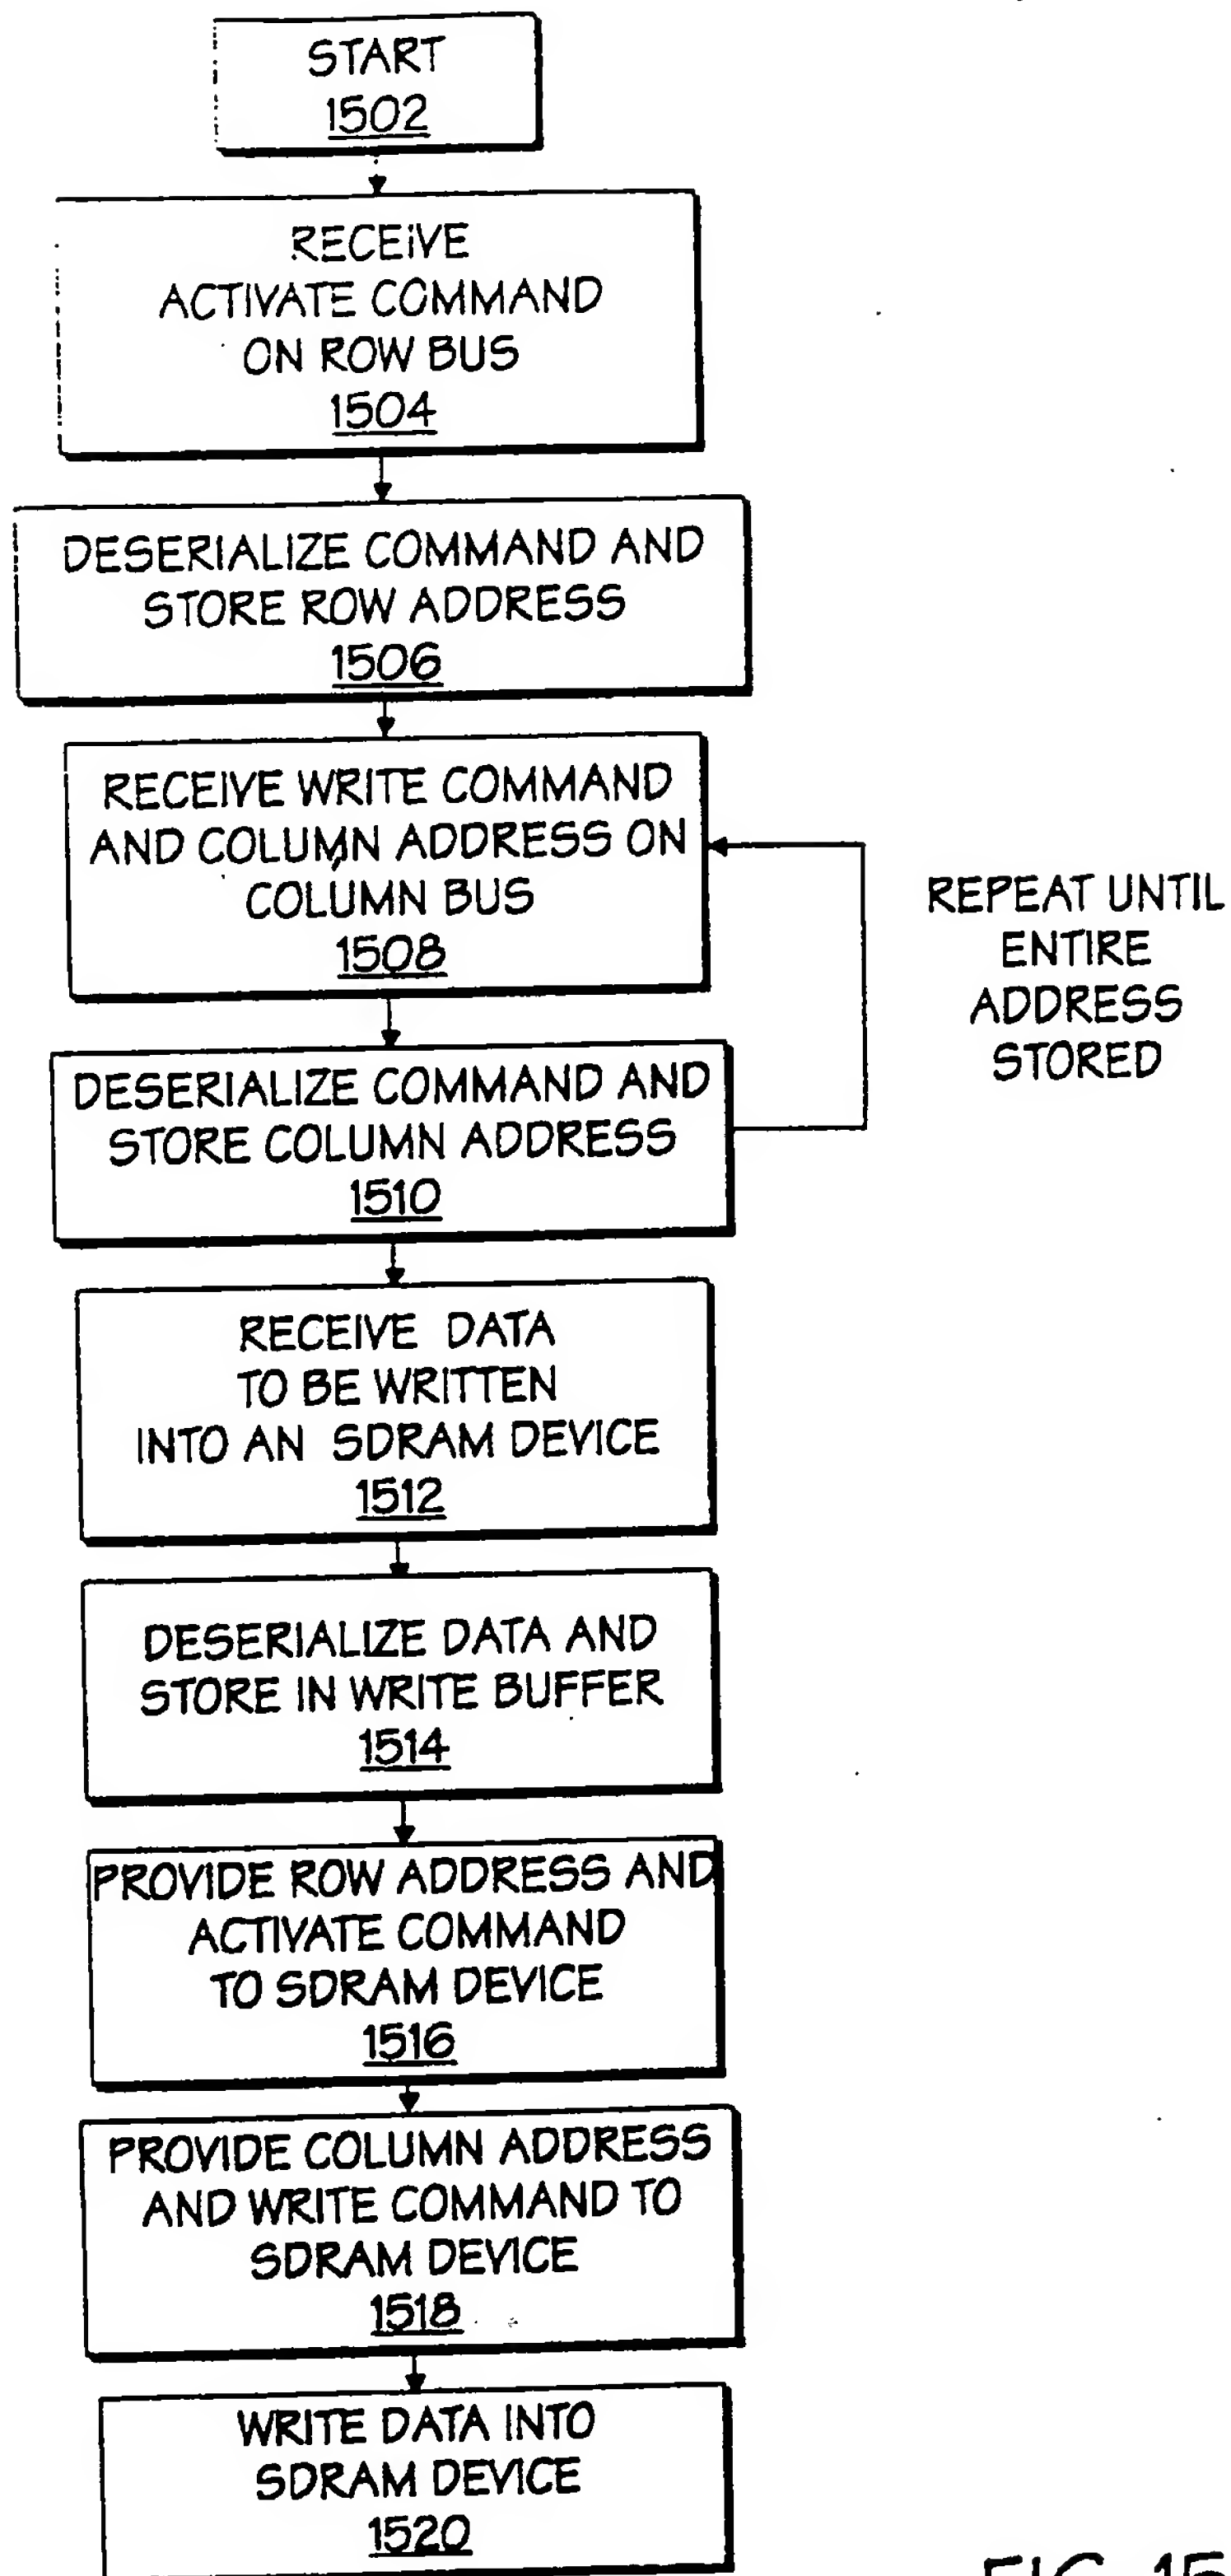 START
1502
RECEIVE
ACTIVATE COMMAND
ON ROW BUS
1504
DESERIALIZE COMMAND AND
STORE ROW ADDRESS
1506
RECEIVE WRITE COMMAND
AND COLUMN ADDRESS ON
COLUMN BUS
1508
REPEAT UNTIL
ENTIRE
ADDRESS
STORED
DESERIALIZE COMMAND AND
STORE COLUMN ADDRESS
1510
RECEIVE DATA
TO BE WRITTEN
INTO AN SDRAM DEVICE
1512
DESERIALIZE DATA AND
STORE IN WRITE BUFFER
1514
PROVIDE ROW ADDRESS AND
ACTIVATE COMMAND
TO SDRAM DEVICE
1516
PROVIDE COLUMN ADDRESS
AND WRITE COMMAND TO
SDRAM DEVICE
1518
WRITE DATA INTO
SDRAM DEVICE
1520
FIG. 15